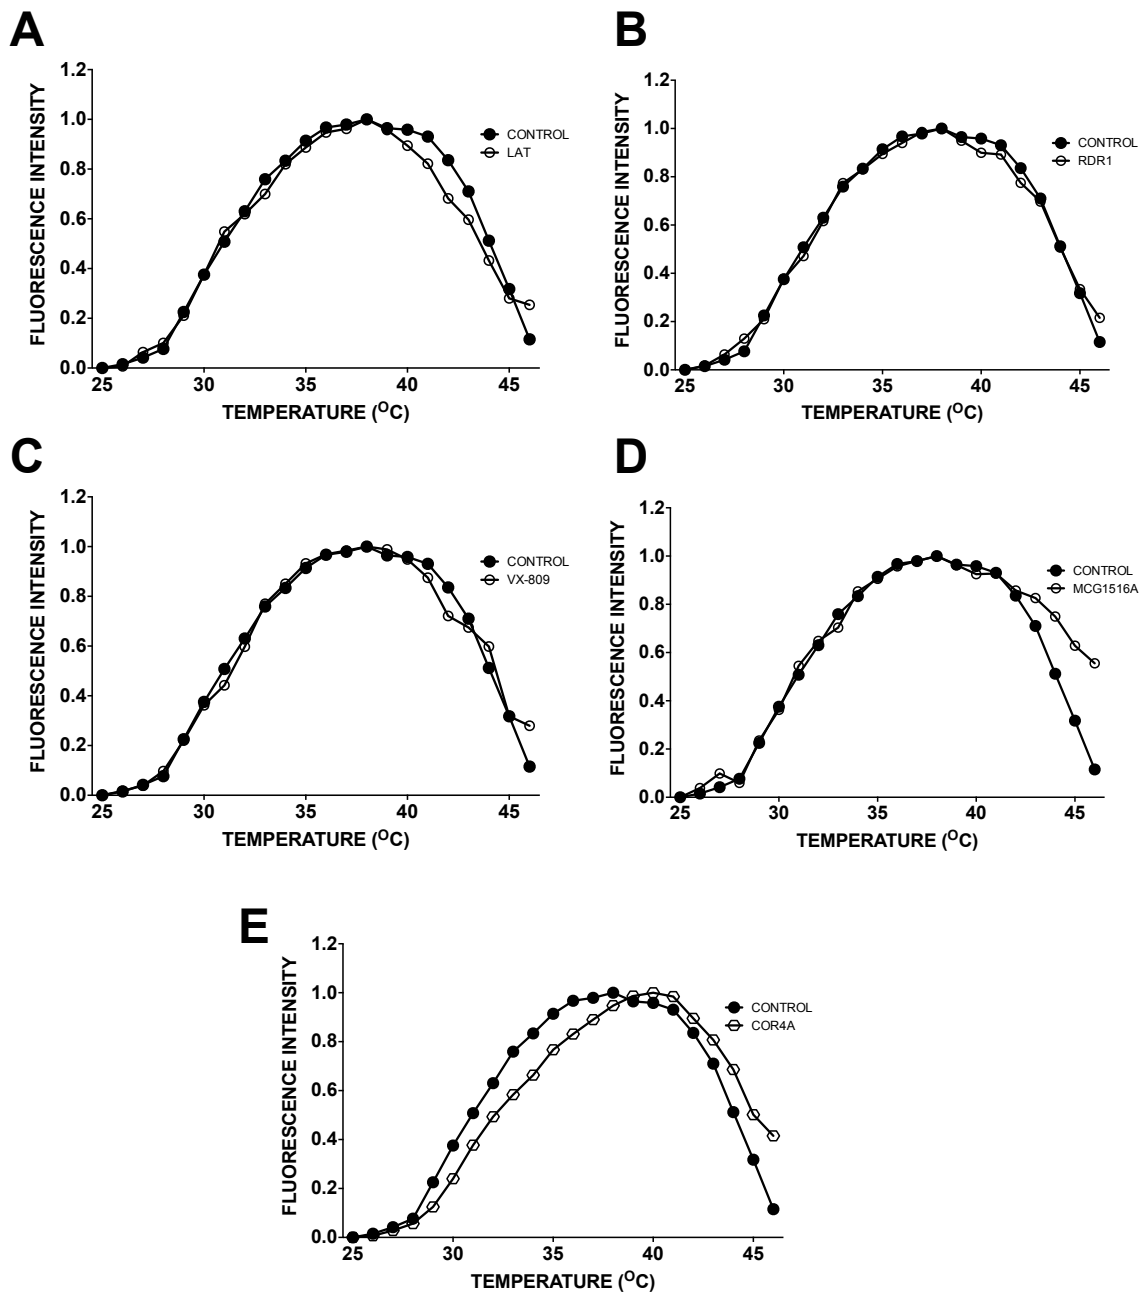 A
FLUORESCENCE INTENSITY
1.2
1.0
0.8
0.6
0.4
0.2
0.0
25 30 35 40 45
TEMPERATURE (OC)
CONTROL
LAT
B
FLUORESCENCE INTENSITY
1.2
1.0
0.8
0.6
0.4
0.2
0.0
25 30 35 40 45
TEMPERATURE (OC)
CONTROL
RDR1
C
FLUORESCENCE INTENSITY
1.2
1.0
0.8
0.6
0.4
0.2
0.0
25 30 35 40 45
TEMPERATURE (OC)
CONTROL
VX-809
D
FLUORESCENCE INTENSITY
1.2
1.0
0.8
0.6
0.4
0.2
0.0
25 30 35 40 45
TEMPERATURE (OC)
CONTROL
MCG1516A
E
FLUORESCENCE INTENSITY
1.2
1.0
0.8
0.6
0.4
0.2
0.0
25 30 35 40 45
TEMPERATURE (OC)
CONTROL
COR4A